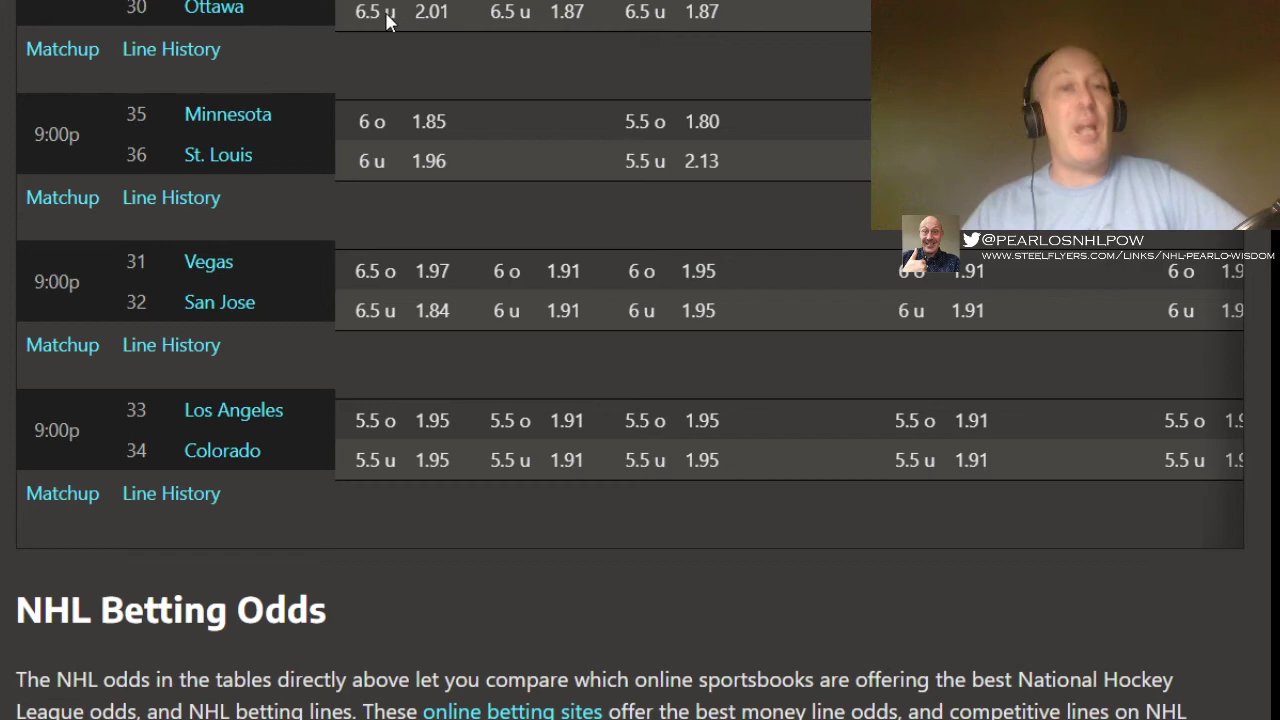 30 Ottawa 6.5 u 2.01 6.5 u 1.87 6.5 u 1.87
Matchup Line History
9:00p
35 Minnesota 6 o 1.85 5.5 o 1.80
36 St. Louis 6 u 1.96 5.5 u 2.13
Matchup Line History
@PEARLOSNHLPOW
WWW.STEELFLYERS.COM/LINKS/NHL-PEARLO-WISDOM
9:00p
31 Vegas 6.5 o 1.97 6 o 1.91 6 o 1.95 6 o 1.91 6 o
32 San Jose 6.5 u 1.84 6 u 1.91 6 u 1.95 6 u 1.91 6 u
Matchup Line History
9:00p
33 Los Angeles 5.5 o 1.95 5.5 o 1.91 5.5 o 1.95 5.5 o 1.91 5.5 o
34 Colorado 5.5 u 1.95 5.5 u 1.91 5.5 u 1.95 5.5 u 1.91 5.5 u
Matchup Line History
NHL Betting Odds
The NHL odds in the tables directly above let you compare which online sportsbooks are offering the best National Hockey
League odds, and NHL betting lines. These online betting sites offer the best money line odds, and competitive lines on NHL